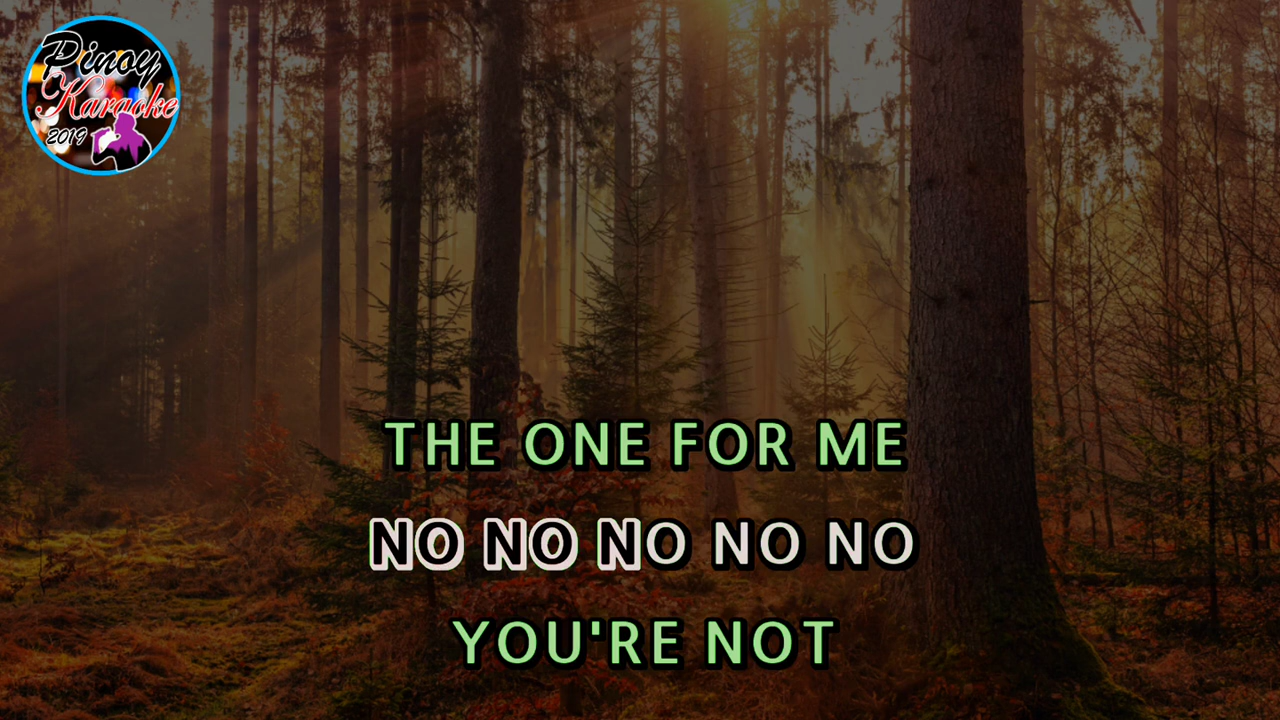 Pinoy
Karaoke
2019
THE ONE FOR ME
NO NO NO NO NO
YOU'RE NOT